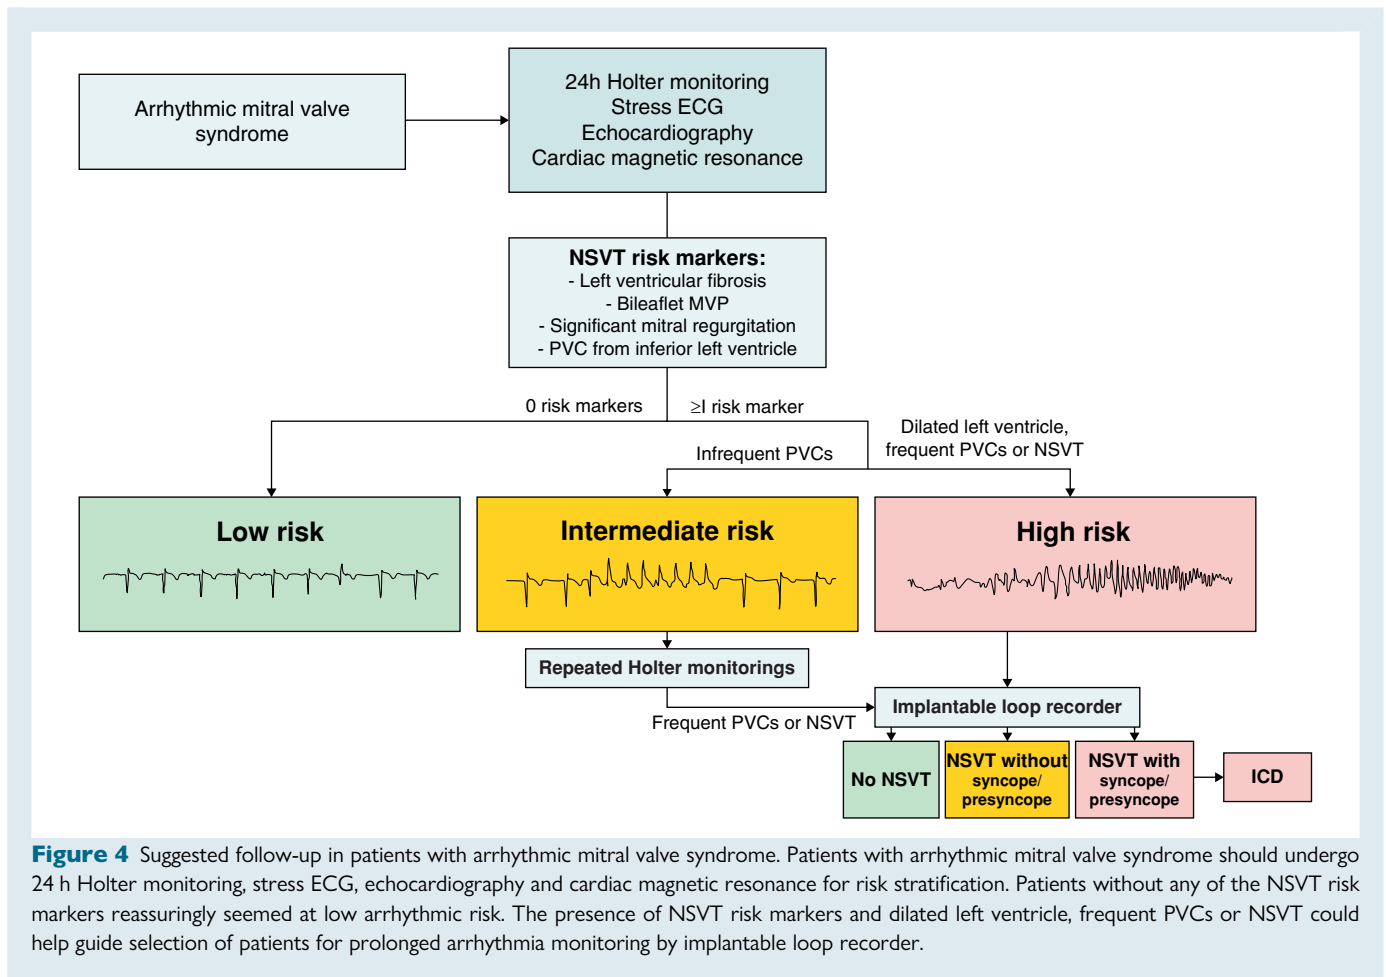 Arrhythmic mitral valve
syndrome
24h Holter monitoring
Stress ECG
Echocardiography
Cardiac magnetic resonance
NSVT risk markers:
- Left ventricular fibrosis
- Bileaflet MVP
- Significant mitral regurgitation
- PVC from inferior left ventricle
0 risk markers
≥I risk marker
Dilated left ventricle,
frequent PVCs or NSVT
Infrequent PVCs
Low risk
Intermediate risk
High risk
Repeated Holter monitorings
Frequent PVCs or NSVT
Implantable loop recorder
No NSVT
NSVT without
syncope/
presyncope
NSVT with
syncope/
presyncope
ICD
Figure 4 Suggested follow-up in patients with arrhythmic mitral valve syndrome. Patients with arrhythmic mitral valve syndrome should undergo
24 h Holter monitoring, stress ECG, echocardiography and cardiac magnetic resonance for risk stratification. Patients without any of the NSVT risk
markers reassuringly seemed at low arrhythmic risk. The presence of NSVT risk markers and dilated left ventricle, frequent PVCs or NSVT could
help guide selection of patients for prolonged arrhythmia monitoring by implantable loop recorder.